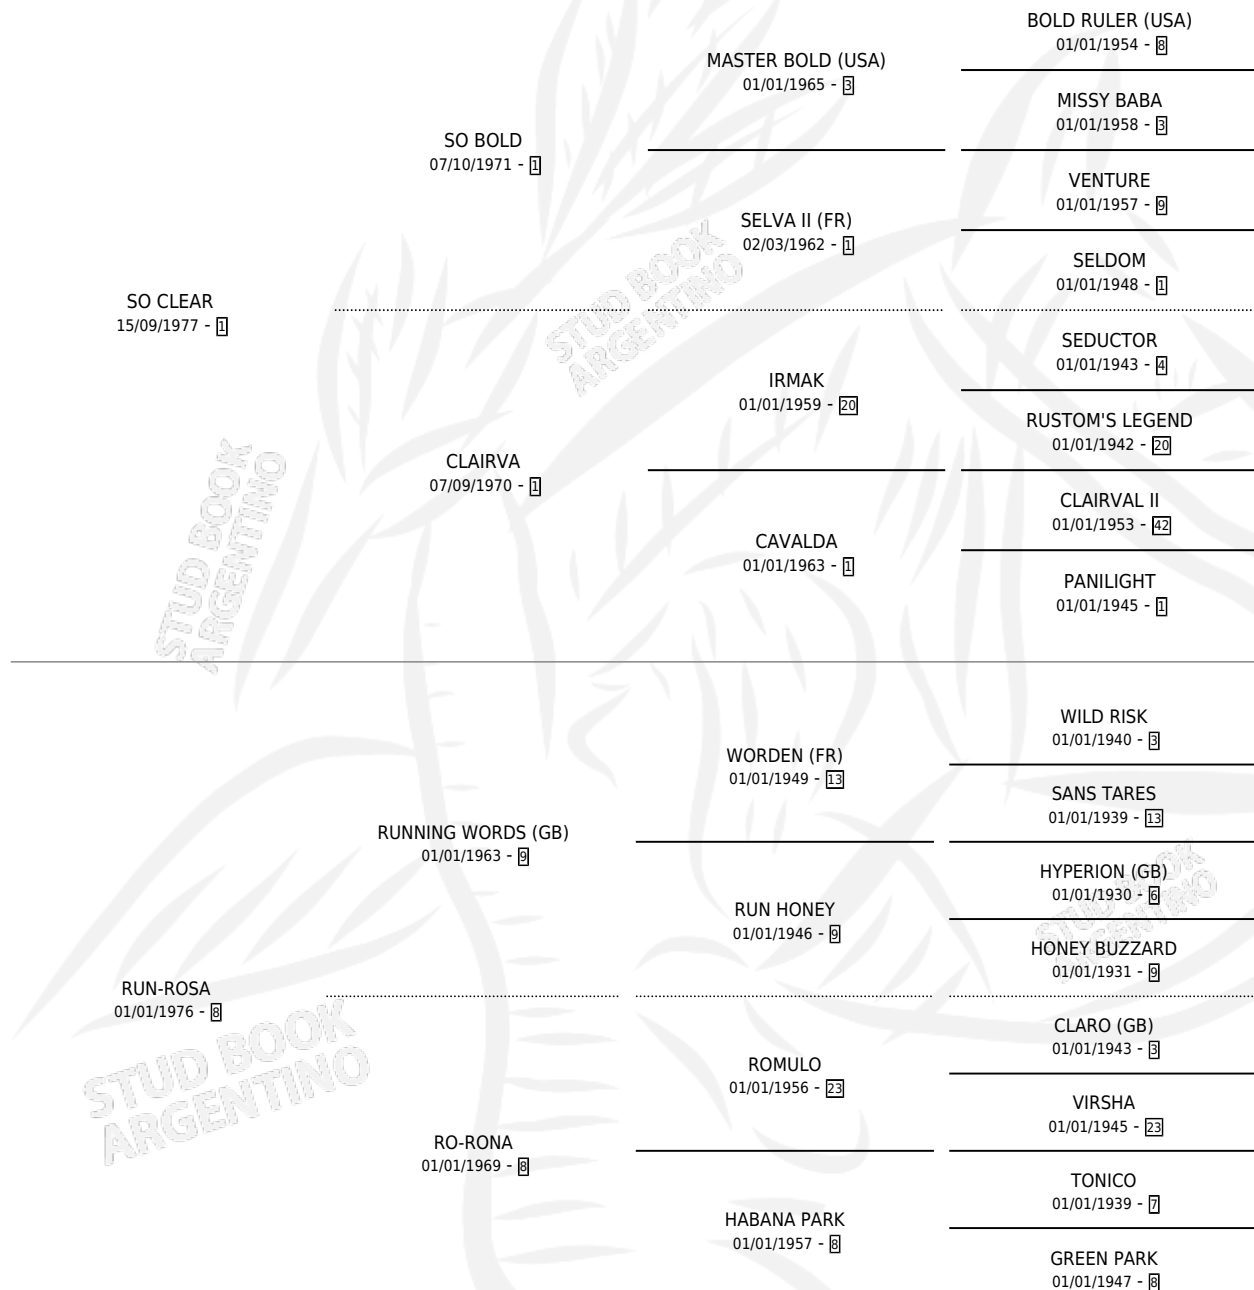 BOLD RULER (USA)
01/01/1954 - 8
MASTER BOLD (USA)
01/01/1965 - 3
MISSY BABA
01/01/1958 - 3
SO BOLD
07/10/1971 - 1
VENTURE
01/01/1957 - 9
SELVA II (FR)
02/03/1962 - 1
SELDOM
01/01/1948 - 1
SO CLEAR
15/09/1977 - 1
STUD BOOK
ARGENTINO
SEDUCTOR
01/01/1943 - 4
IRMAK
01/01/1959 - 20
RUSTOM'S LEGEND
01/01/1942 - 20
CLAIRVA
07/09/1970 - 1
CLAIRVAL II
01/01/1953 - 42
CAVALDA
01/01/1963 - 1
PANILIGHT
01/01/1945 - 1
STUD BOOK
ARGENTINO
WILD RISK
01/01/1940 - 3
WORDEN (FR)
01/01/1949 - 13
SANS TARES
01/01/1939 - 13
RUNNING WORDS (GB)
01/01/1963 - 9
HYPERION (GB)
01/01/1930 - 6
STUD BOOK
ARGENTINO
RUN HONEY
01/01/1946 - 9
HONEY BUZZARD
01/01/1931 - 9
RUN-ROSA
01/01/1976 - 8
STUD BOOK
ARGENTINO
CLARO (GB)
01/01/1943 - 3
ROMULO
01/01/1956 - 23
VIRSHA
01/01/1945 - 23
RO-RONA
01/01/1969 - 8
TONICO
01/01/1939 - 7
HABANA PARK
01/01/1957 - 8
GREEN PARK
01/01/1947 - 8